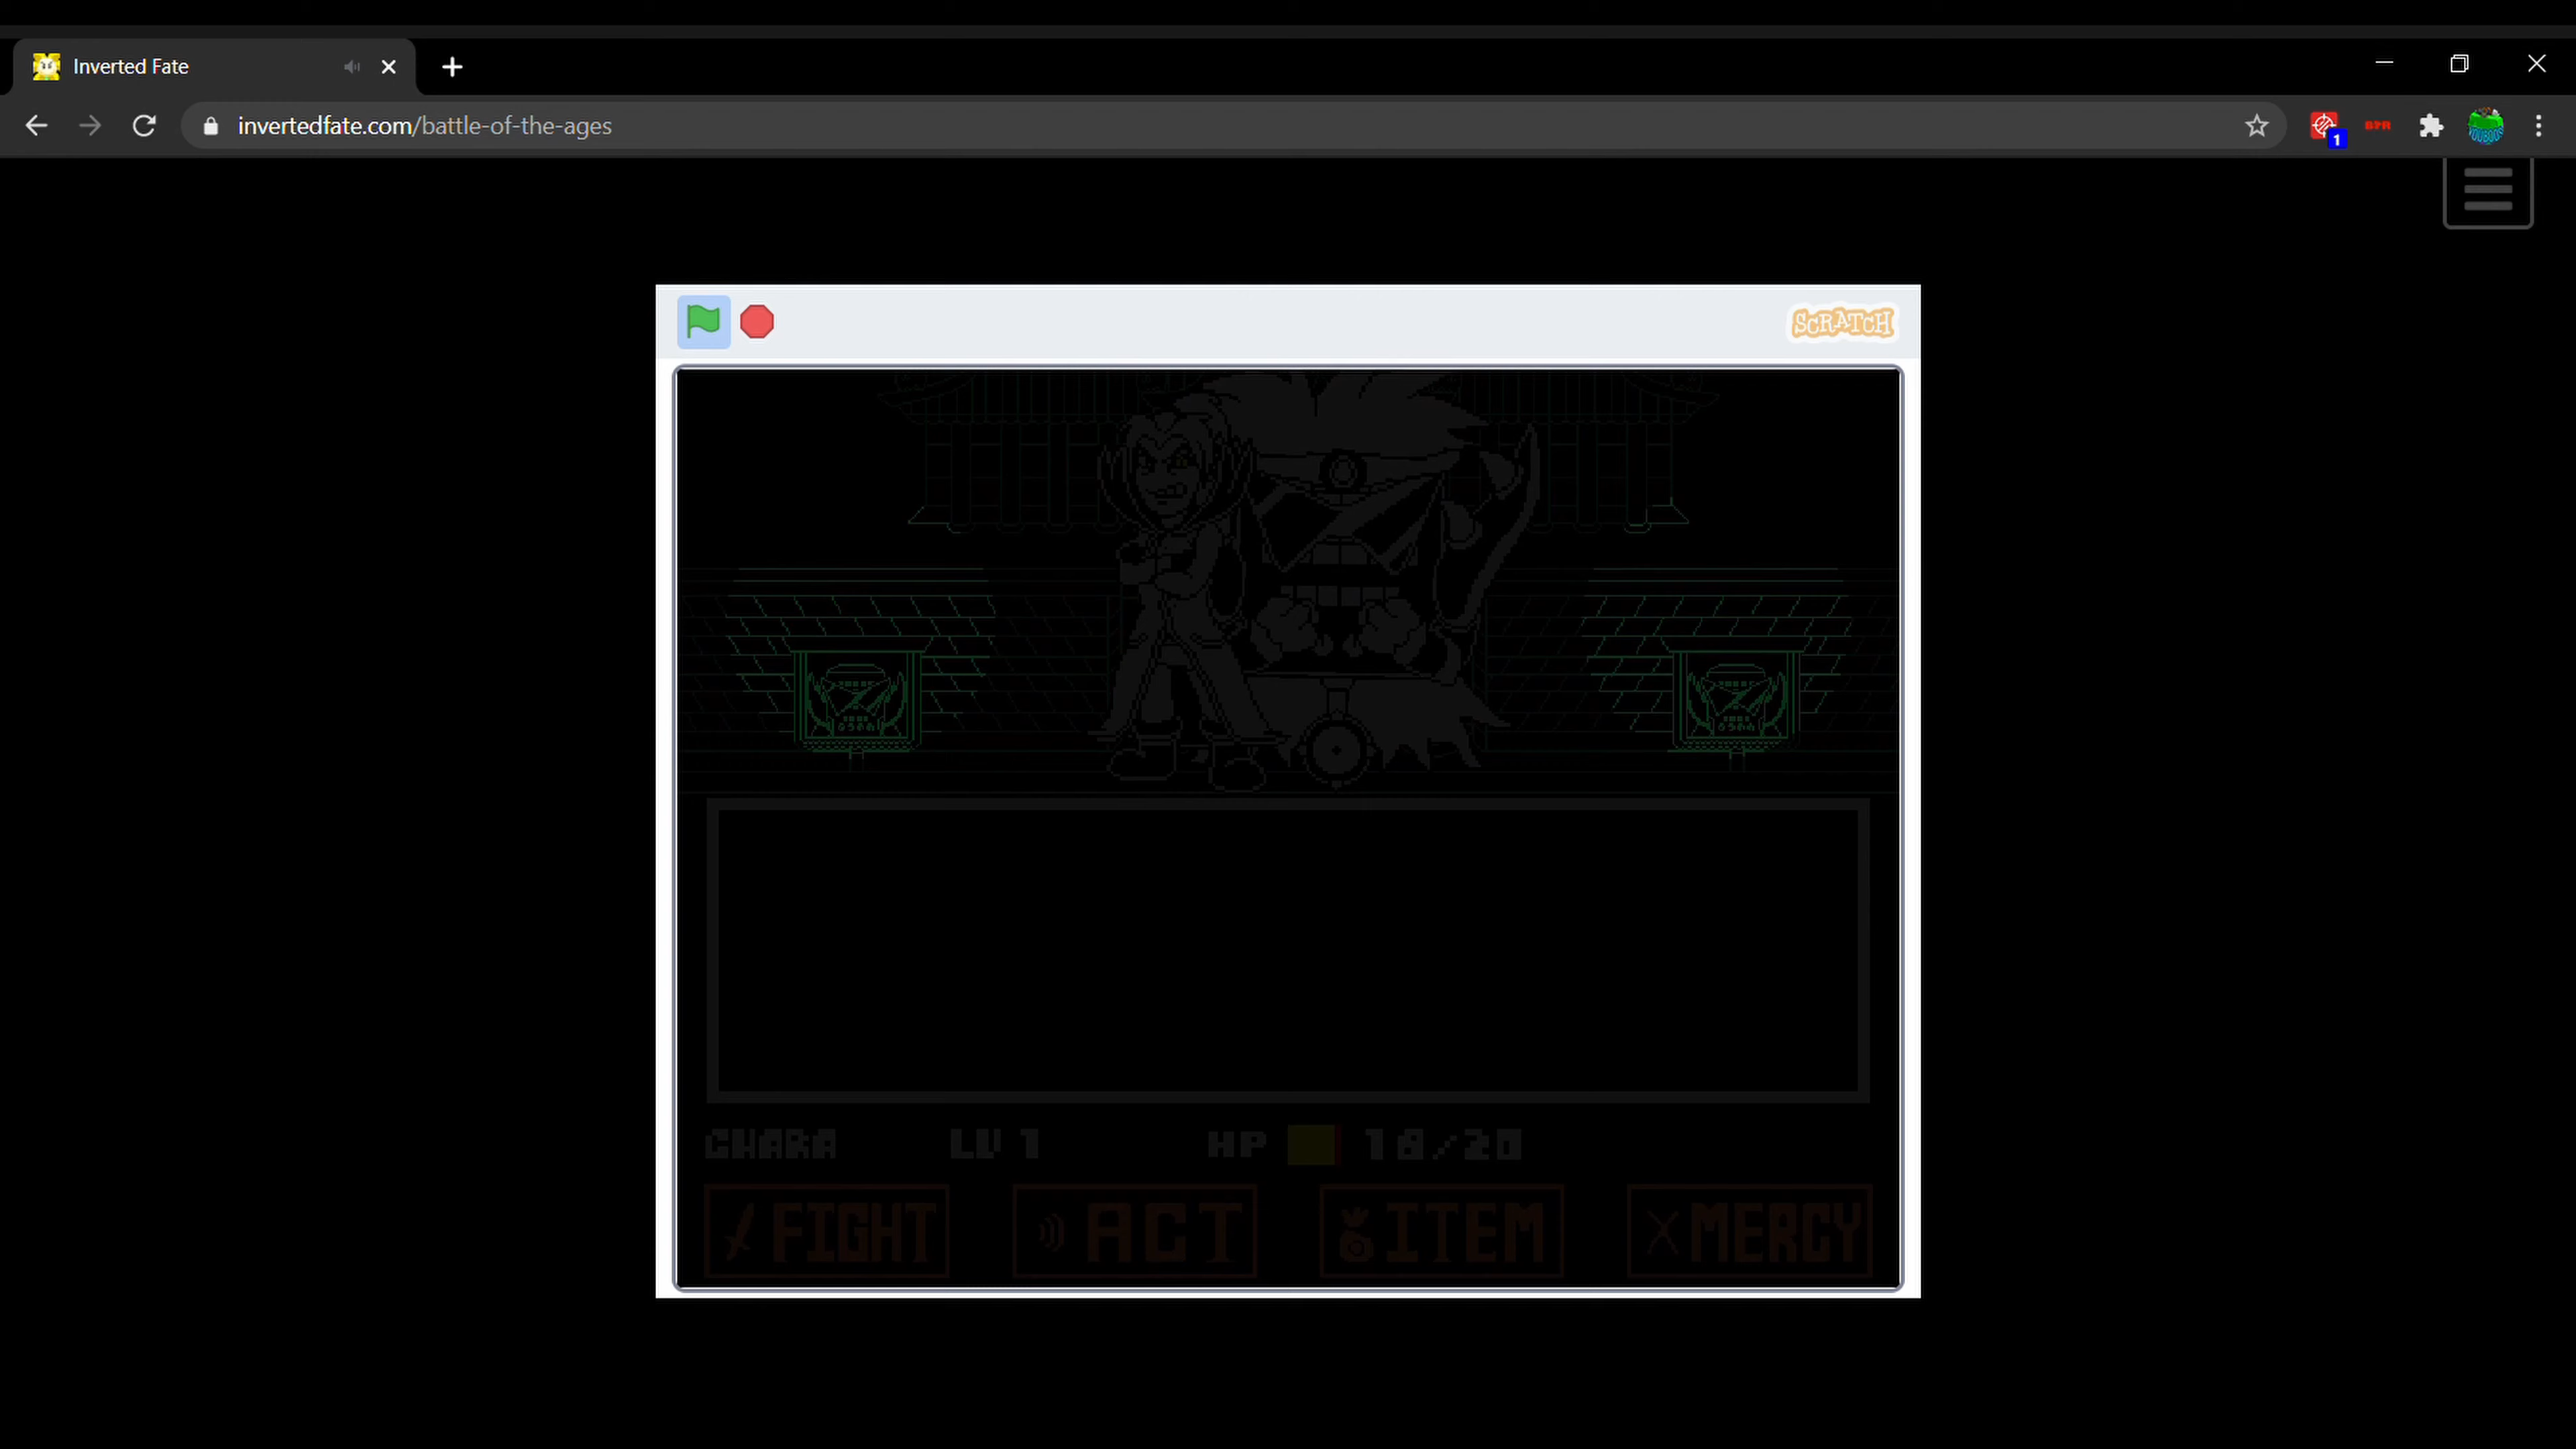 Inverted Fate
invertedfate.com/battle-of-the-ages
1
SCRATCH
CHARA LV 1 HP 18/20
FIGHT ACT ITEM MERCY